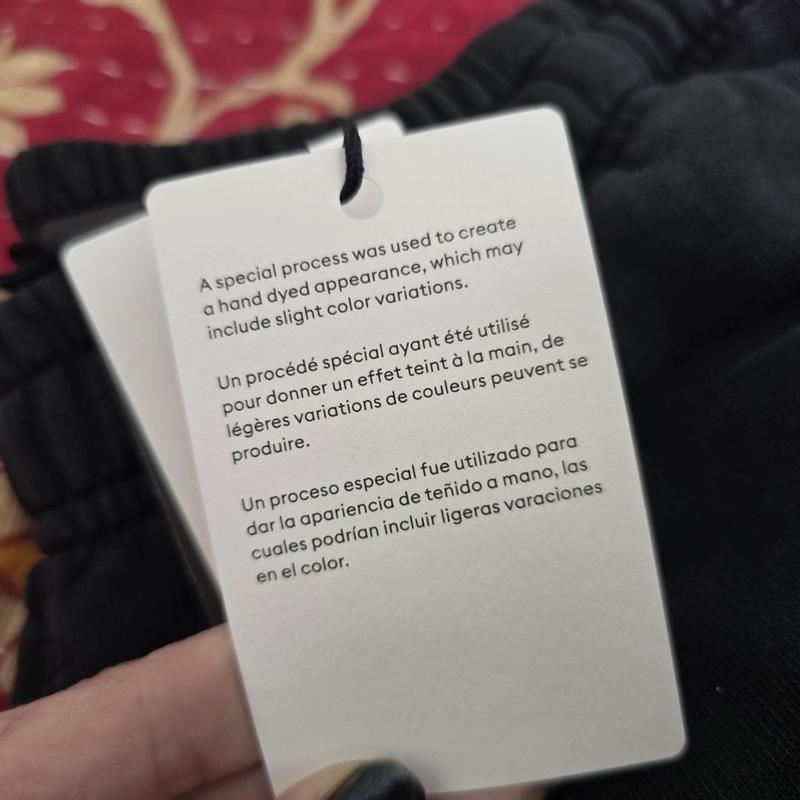 A special process was used to create
a hand dyed appearance, which may
include slight color variations.
Un procédé spécial ayant été utilisé
pour donner un effet teint à la main, de
légères variations de couleurs peuvent se
produire.
Un proceso especial fue utilizado para
dar la apariencia de teñido a mano, las
cuales podrían incluir ligeras varaciones
en el color.